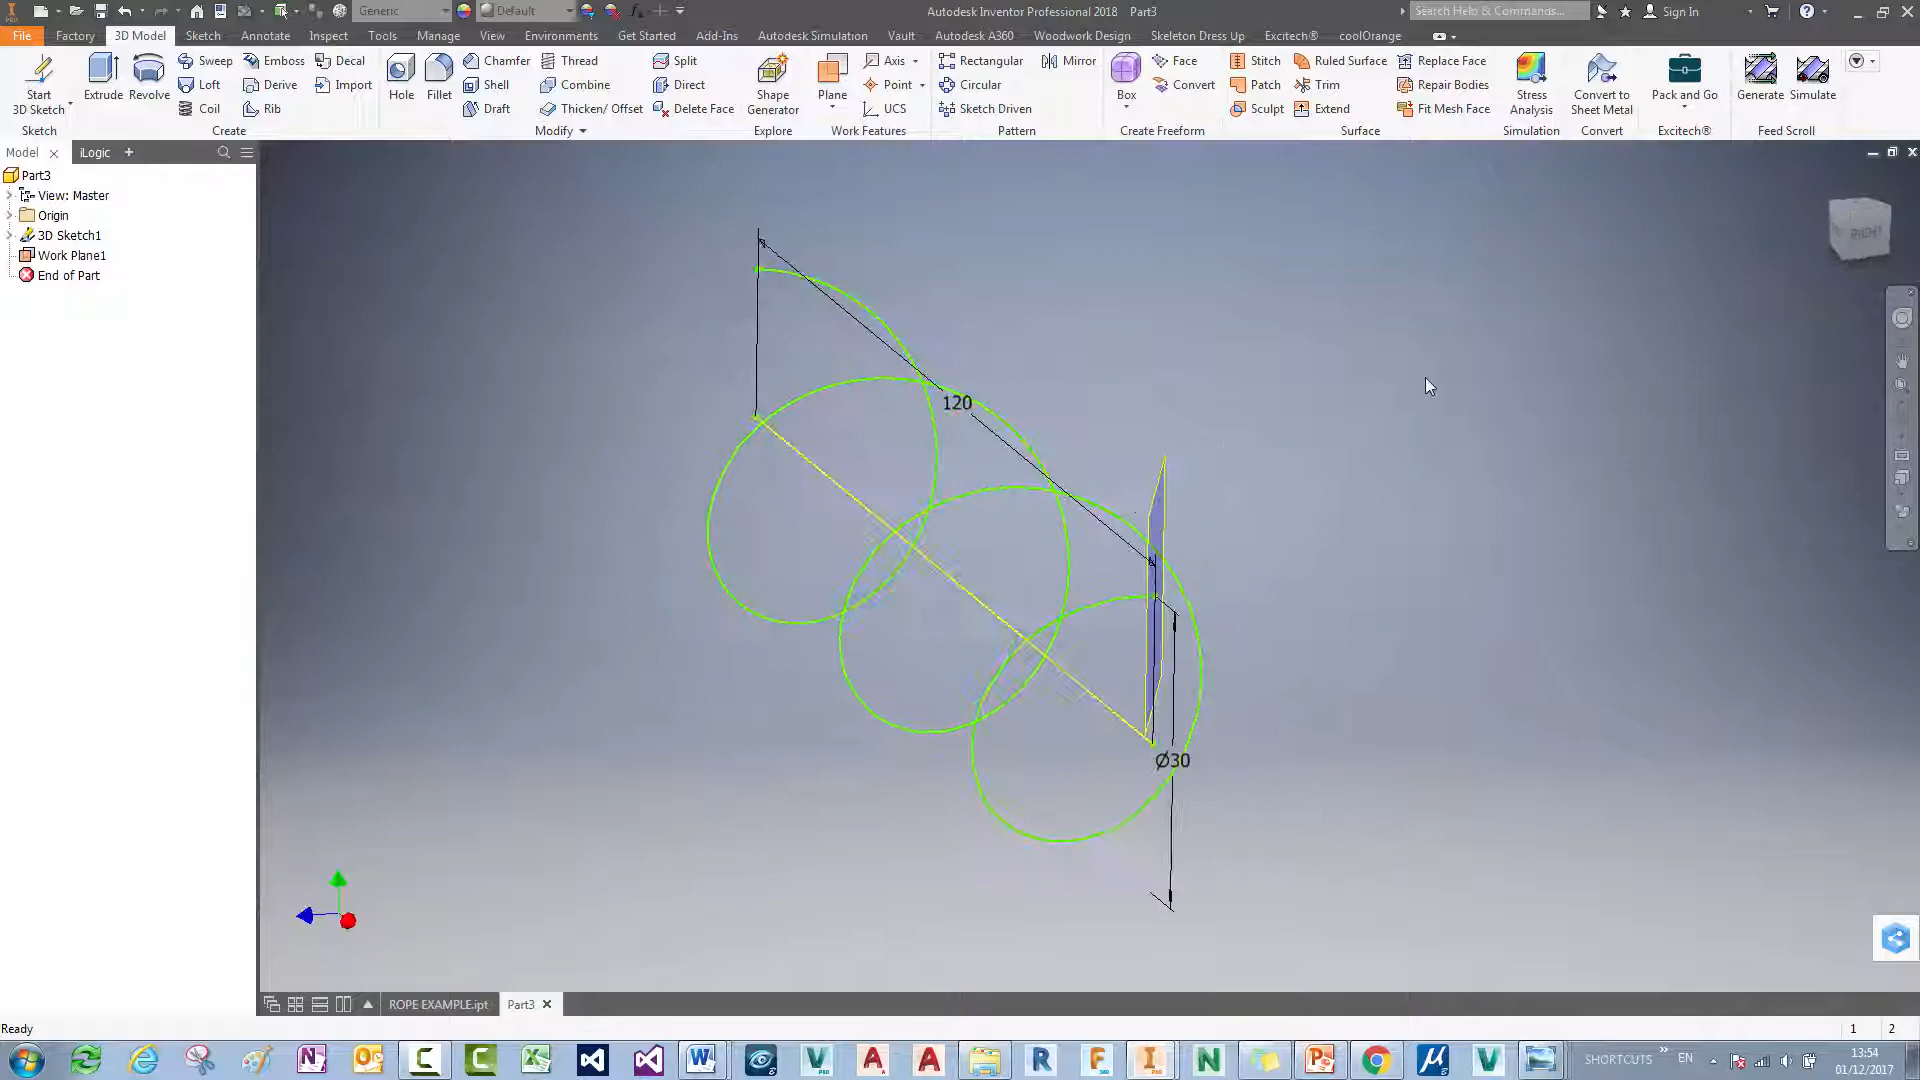 Generic
Default
Autodesk Inventor Professional 2018 Part3
Search Help & Commands...
Sign In
File Factory 3D Model Sketch Annotate Inspect Tools Manage View Environments Get Started Add-Ins Autodesk Simulation Vault Autodesk A360 Woodwork Design Skeleton Dress Up Excitech® coolOrange
Start
3D Sketch
Extrude
Revolve
Sweep
Loft
Coil
Emboss
Derive
Rib
Decal
Import
Hole
Fillet
Chamfer
Shell
Draft
Thread
Combine
Thicken/ Offset
Split
Direct
Delete Face
Shape
Generator
Plane
Axis
Point
UCS
Rectangular
Circular
Sketch Driven
Mirror
Box
Face
Convert
Stitch
Patch
Sculpt
Ruled Surface
Trim
Extend
Replace Face
Repair Bodies
Fit Mesh Face
Stress
Analysis
Convert to
Sheet Metal
Pack and Go
Generate
Simulate
Sketch Create Modify Explore Work Features Pattern Create Freeform Surface Simulation Convert Excitech® Feed Scroll
Model iLogic +
Part3
View: Master
Origin
3D Sketch1
Work Plane1
End of Part
RIGHT
120
Ø30
ROPE EXAMPLE.ipt Part3
Ready
1 2
SHORTCUTS
EN
13:54
01/12/2017